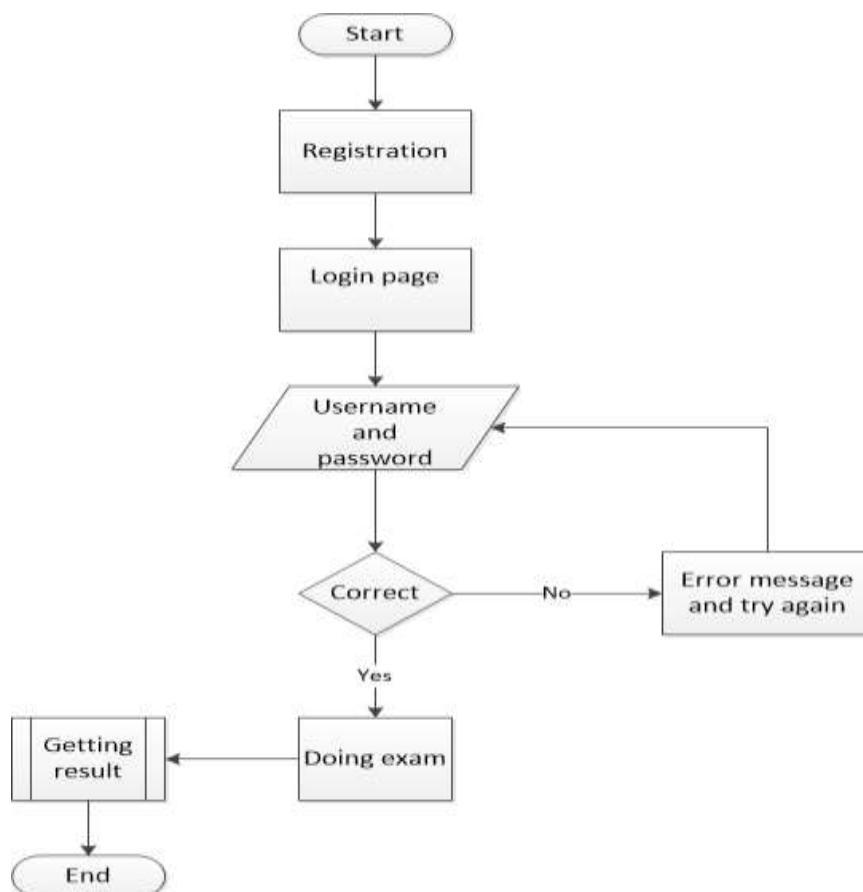 Start
Registration
Login page
Username
and
password
Correct
No
Error message
and try again
Yes
Doing exam
Getting
result
End